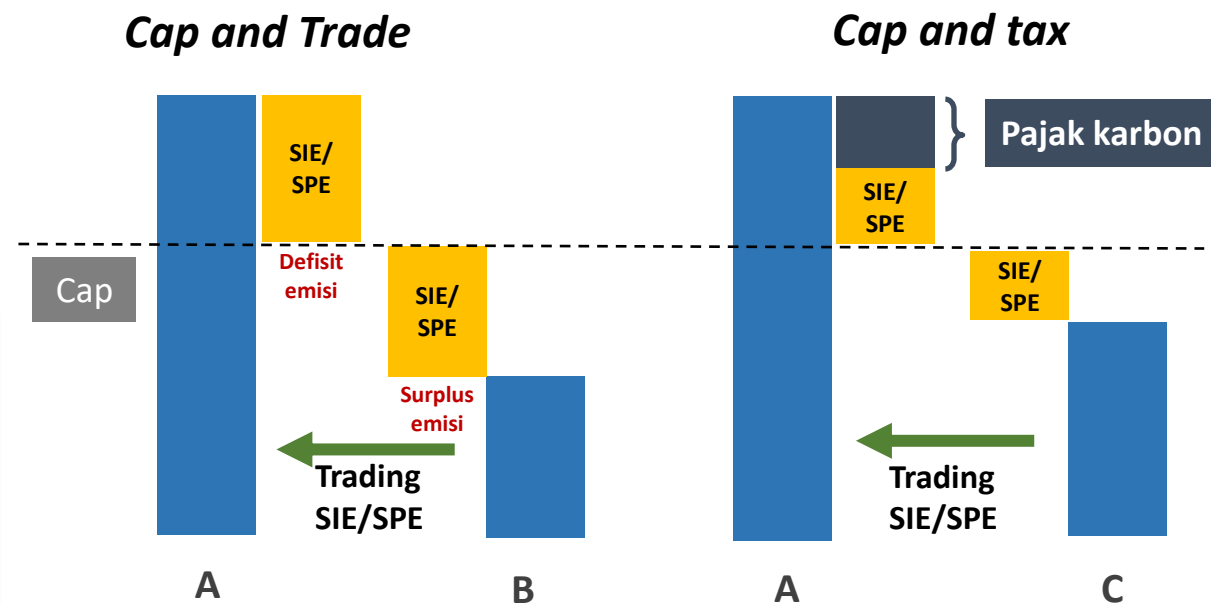 Cap and Trade
SIE/
SPE
Defisit
emisi
Cap
SIE/
SPE
Surplus
emisi
Trading
SIE/SPE
A
B
Cap and tax
Pajak karbon
SIE/
SPE
SIE/
SPE
Trading
SIE/SPE
A
C